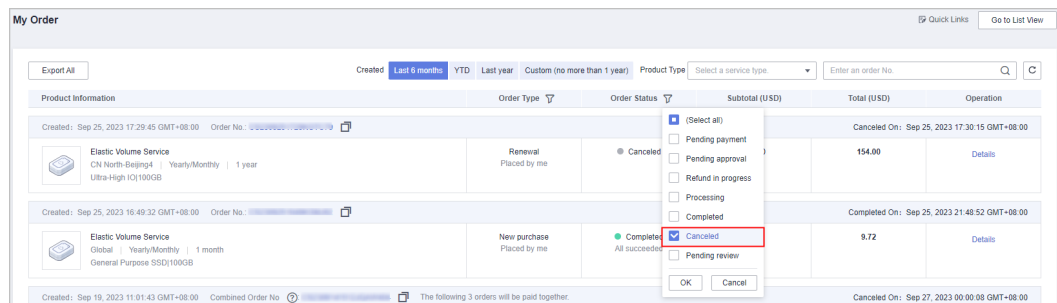 My Order
Quick Links
Go to List View
Export All
Created Last 6 months YTD Last year Custom (no more than 1 year) Product Type Select a service type. Enter an order No.
Product Information Order Type Order Status Subtotal (USD) Total (USD) Operation
(Select all)
Pending payment
Pending approval
Refund in progress
Processing
Completed
Canceled
Pending review
OK Cancel
Created: Sep 25, 2023 17:29:45 GMT+08:00 Order No.: Canceled On: Sep 25, 2023 17:30:15 GMT+08:00
Elastic Volume Service Renewal Canceled 154.00 Details
CN North-Beijing4 | Yearly/Monthly | 1 year Placed by me
Ultra-High IO|100GB
Created: Sep 25, 2023 16:49:32 GMT+08:00 Order No.: Completed On: Sep 25, 2023 21:48:52 GMT+08:00
Elastic Volume Service New purchase Completed 9.72 Details
Global | Yearly/Monthly | 1 month Placed by me All succeeded
General Purpose SSD|100GB
Created: Sep 19, 2023 11:01:43 GMT+08:00 Combined Order No The following 3 orders will be paid together. Canceled On: Sep 27, 2023 00:00:08 GMT+08:00